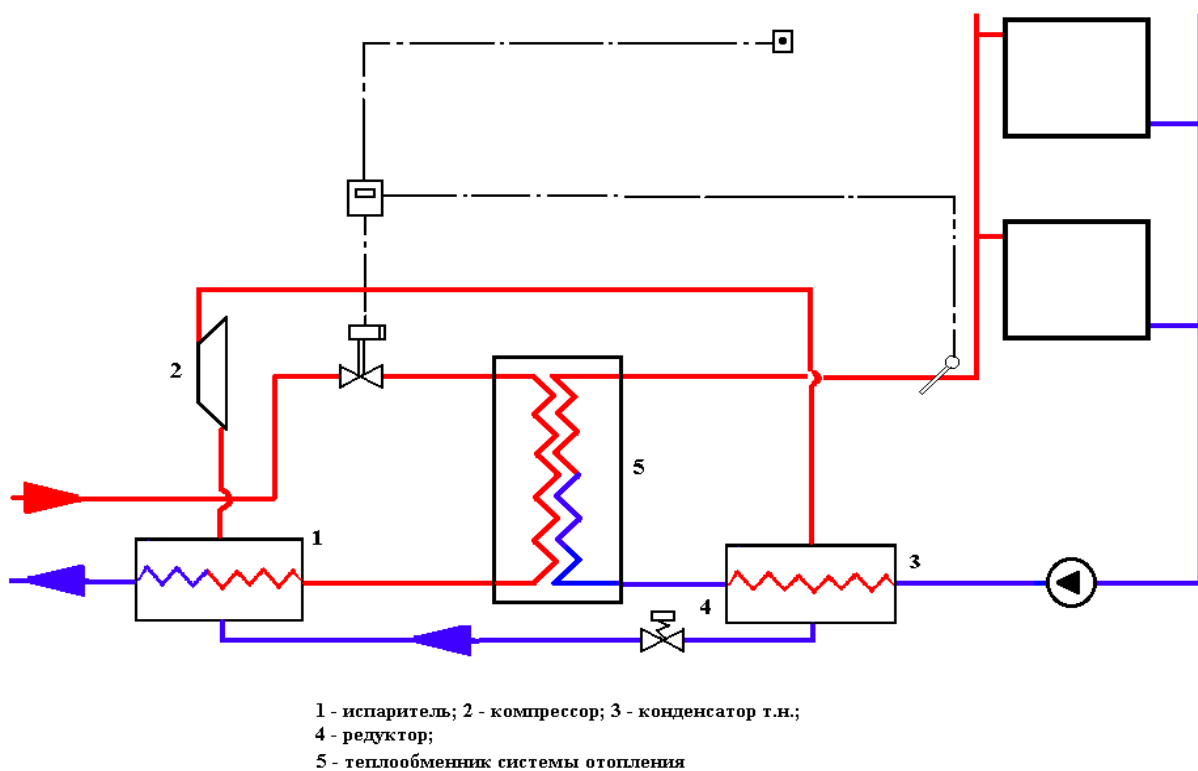 2
5
1
3
4
1 - испаритель; 2 - компрессор; 3 - конденсатор т.н.;
4 - редуктор;
5 - теплообменник системы отопления